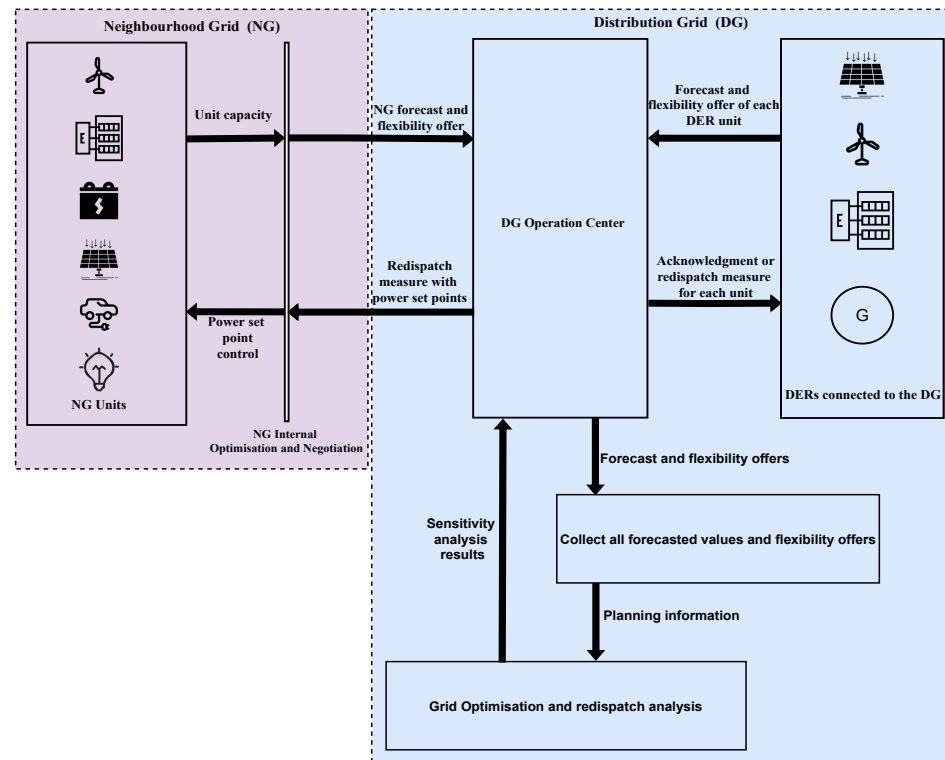 Neighbourhood Grid (NG)
Unit capacity
Power set
point
control
NG Units
NG Internal
Optimisation and Negotiation
NG forecast and
flexibility offer
Redispatch
measure with
power set points
Distribution Grid (DG)
DG Operation Center
Forecast and
flexibility offer of each
DER unit
Acknowledgment or
redispatch measure
for each unit
E
E
G
DERs connected to the DG
Forecast and flexibility offers
Sensitivity
analysis
results
Collect all forecasted values and flexibility offers
Planning information
Grid Optimisation and redispatch analysis